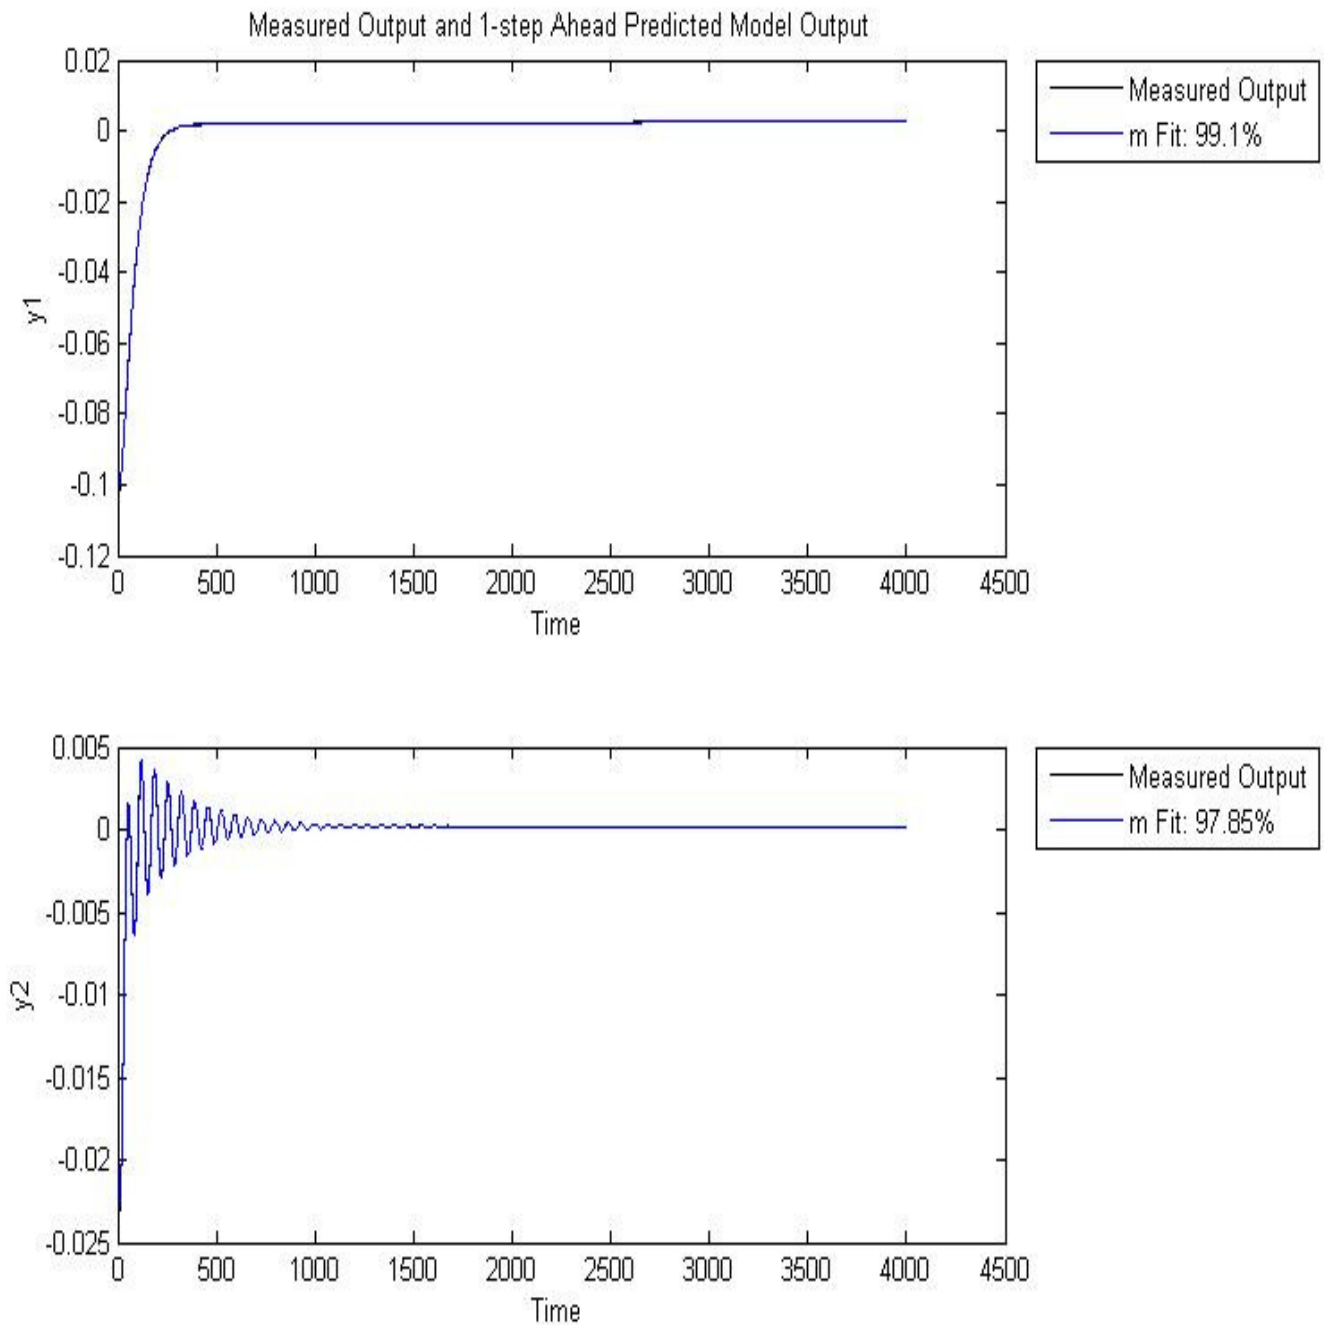 Measured Output and 1-step Ahead Predicted Model Output
0.02
0
-0.02
-0.04
-0.06
-0.08
-0.1
-0.12
y1
0 500 1000 1500 2000 2500 3000 3500 4000 4500
Time
Measured Output
m Fit: 99.1%
0.005
0
-0.005
-0.01
-0.015
-0.02
-0.025
y2
0 500 1000 1500 2000 2500 3000 3500 4000 4500
Time
Measured Output
m Fit: 97.85%